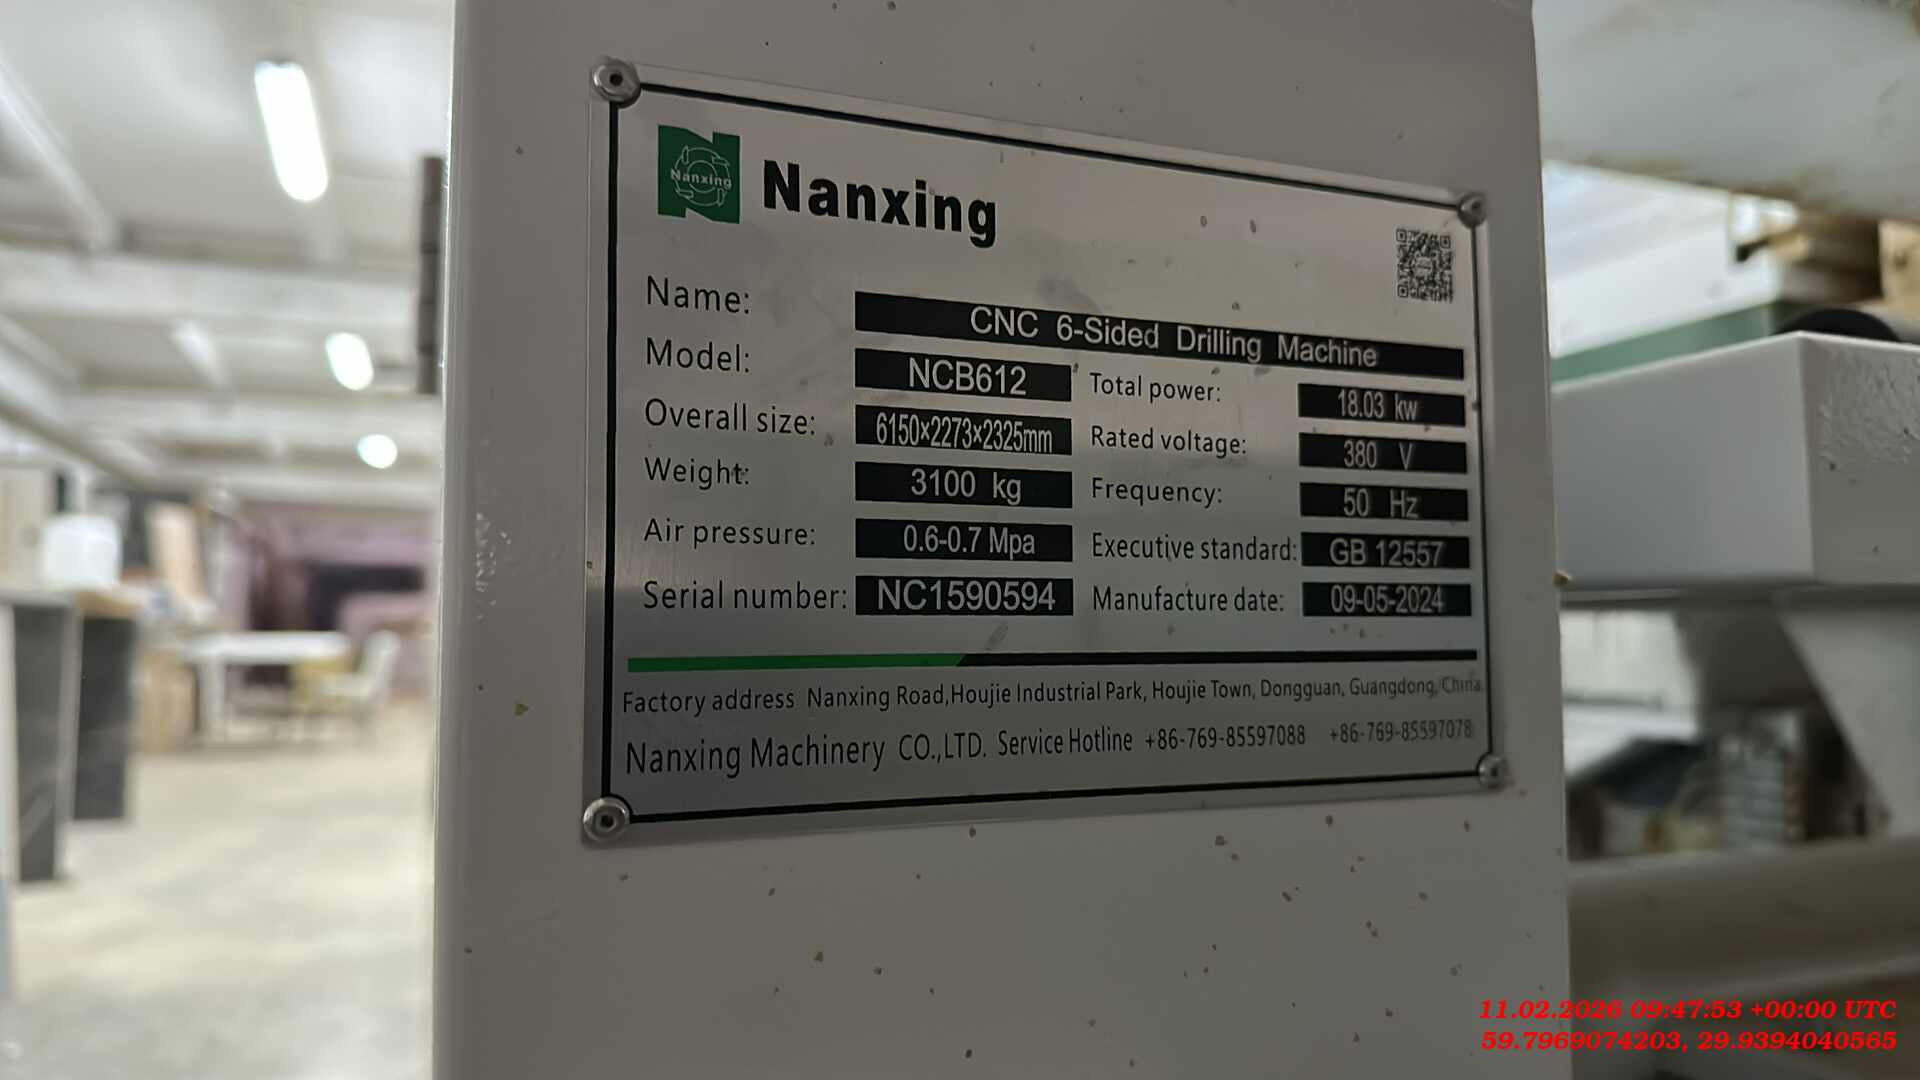 Nanxing
Nanxing
Name: CNC 6-Sided Drilling Machine
Model: NCB612 Total power: 18.03 kw
Overall size: 6150×2273×2325mm Rated voltage: 380 V
Weight: 3100 kg Frequency: 50 Hz
Air pressure: 0.6-0.7 Mpa Executive standard: GB 12557
Serial number: NC1590594 Manufacture date: 09-05-2024
Factory address Nanxing Road,Houjie Industrial Park, Houjie Town, Dongguan, Guangdong, China.
Nanxing Machinery CO.,LTD. Service Hotline +86-769-85597088 +86-769-85597078
11.02.2026 09:47:53 +00:00 UTC
59.7969074203, 29.9394040565